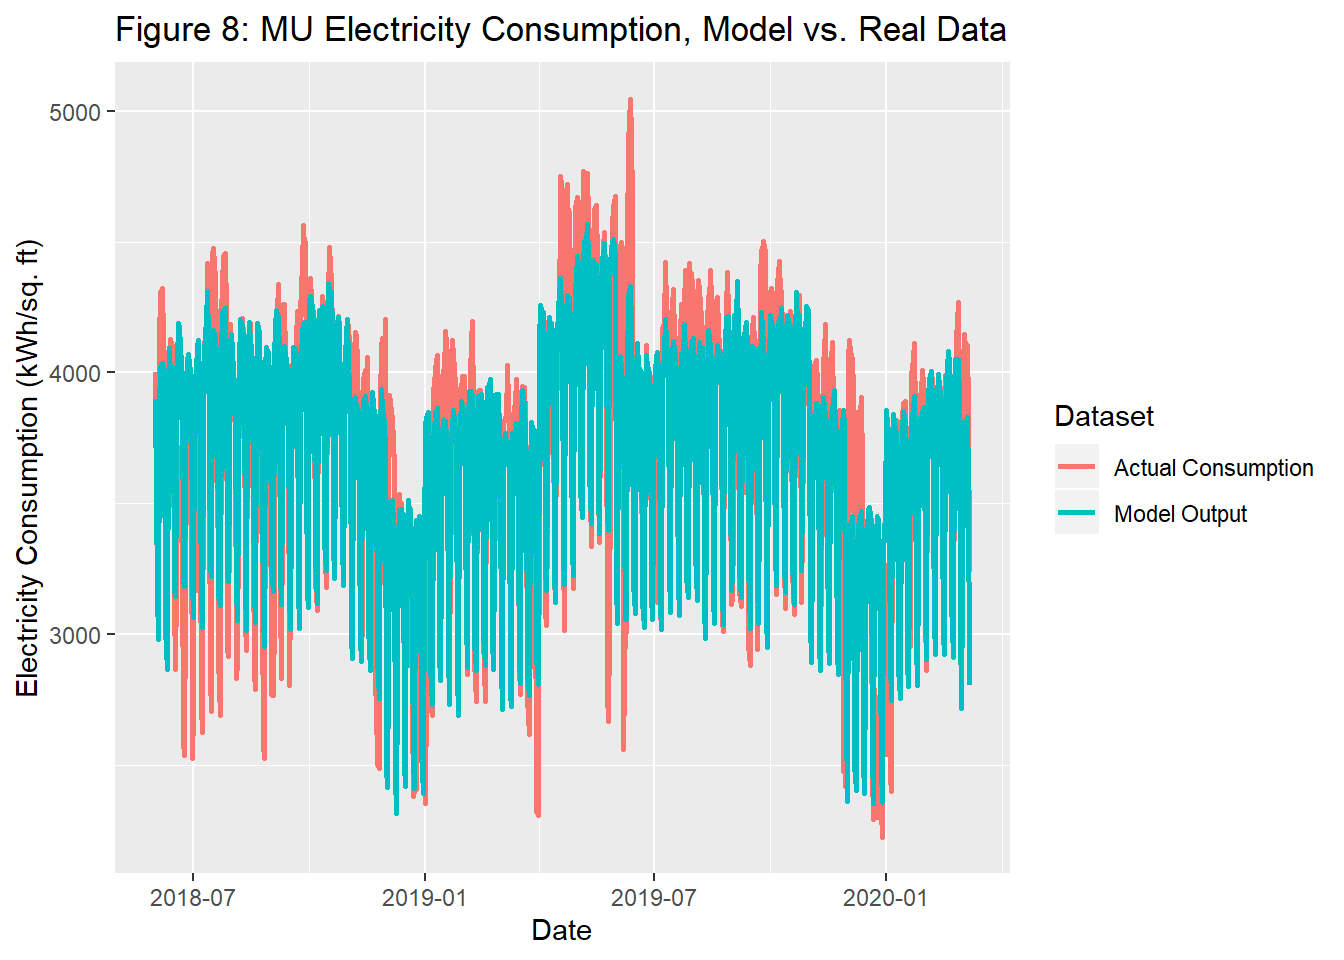 Figure 8: MU Electricity Consumption, Model vs. Real Data
Electricity Consumption (kWh/sq. ft)
5000
4000
3000
2018-07
2019-01
2019-07
2020-01
Date
Dataset
Actual Consumption
Model Output